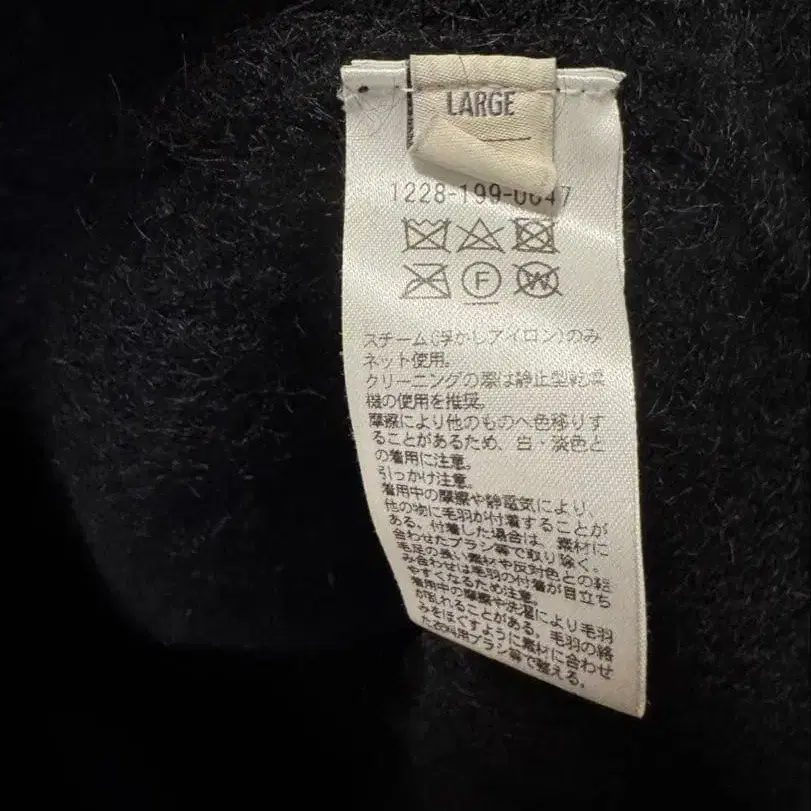 LARGE
1228-199-0647
F
W
スチーム(浮かしアイロン)のみ
ネット使用。
クリーニングの際は静止型乾燥
機の使用を推奨。
摩擦により他のものへ色移りす
ることがあるため、白・淡色と
の着用に注意。
引っかけ注意。
着用中の摩擦や静電気により、
他の物に毛羽が付着することが
ある。付着した場合は、素材に
合わせたブラシ等で取り除く。
毛足の長い素材や反対色との組
み合わせは毛羽の付着が目立ち
やすくなるため注意。
着用中の摩擦や洗濯により毛羽
が乱れることがある。毛羽の絡
みをほぐすように素材に合わせ
た衣料用ブラシ等で整える。